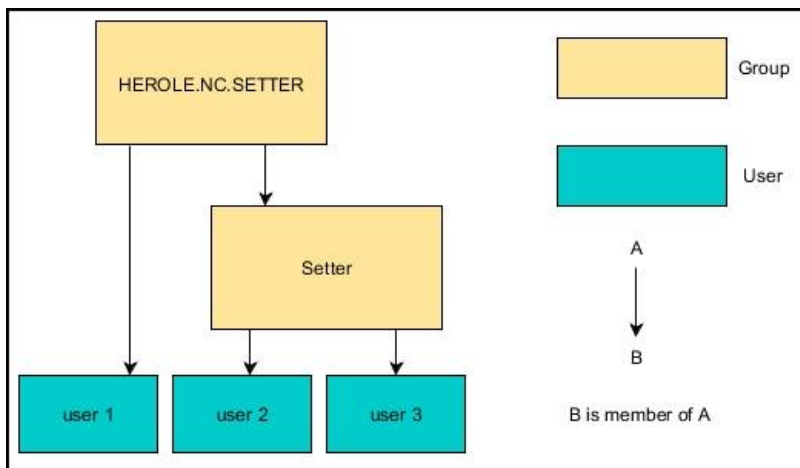 HEROLE.NC.SETTER
Group
User
Setter
A
B
user 1
user 2
user 3
B is member of A